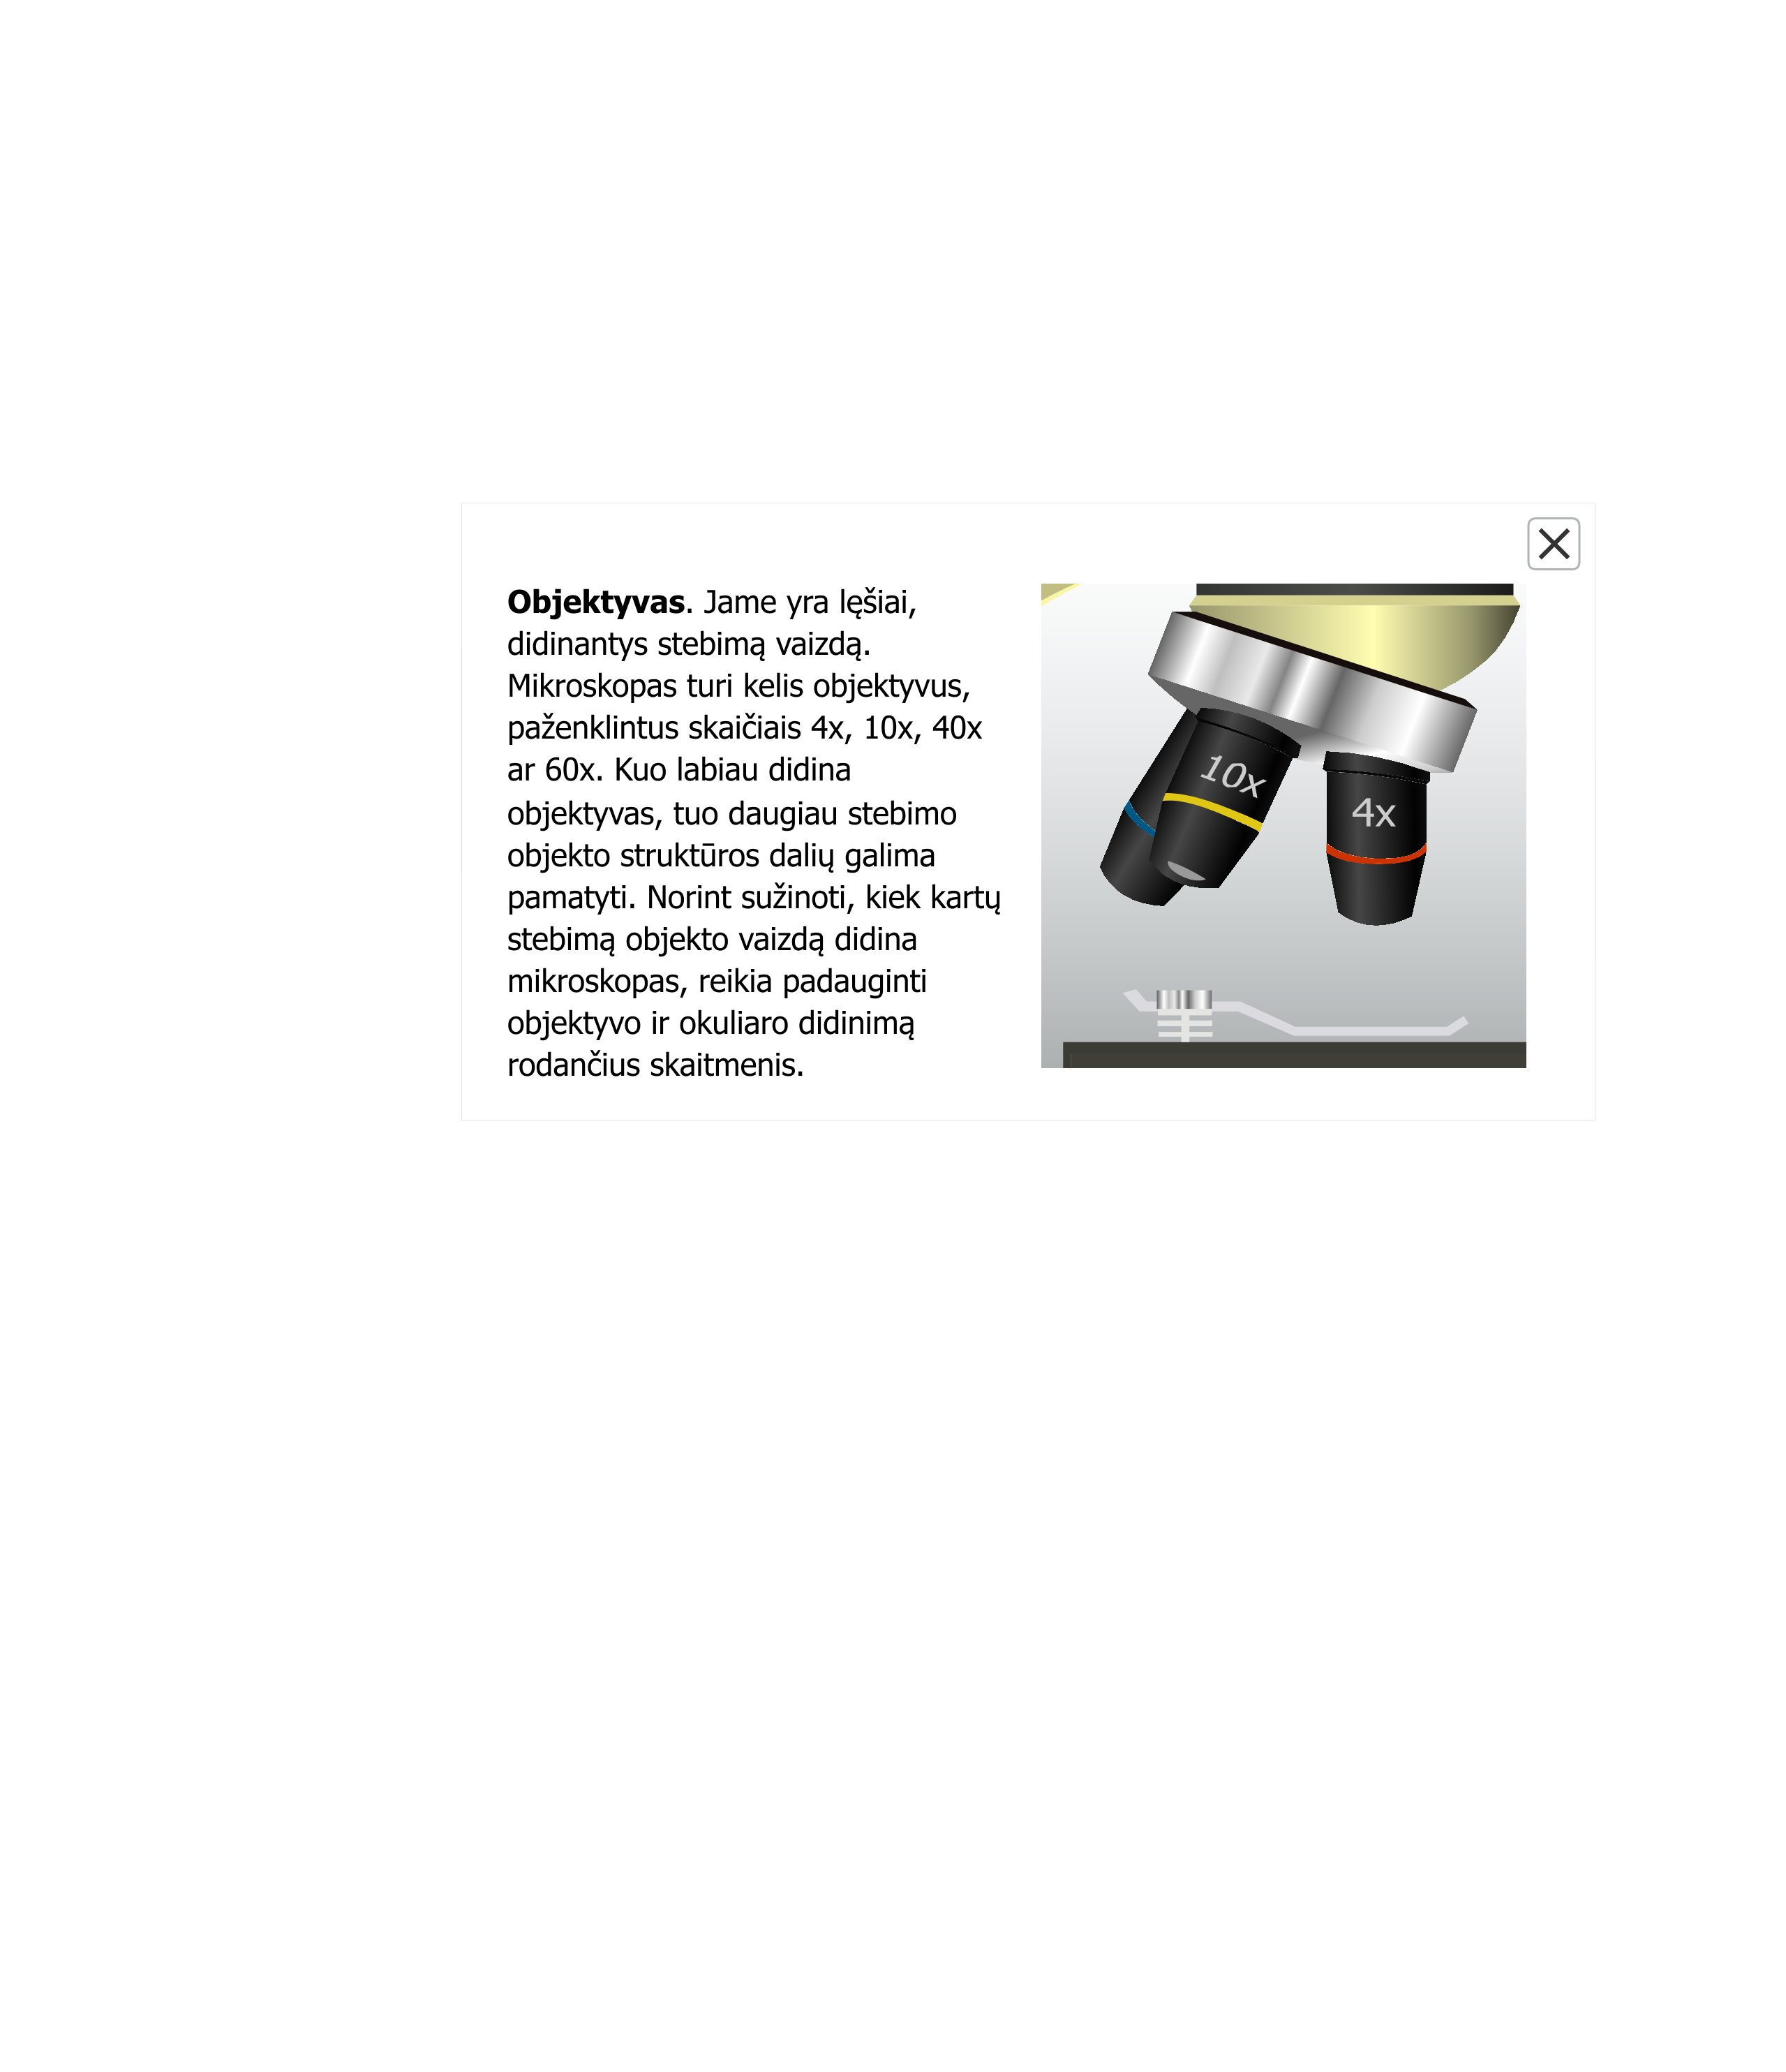 Objektyvas. Jame yra lęšiai,
didinantys stebimą vaizdą.
Mikroskopas turi kelis objektyvus,
paženklintus skaičiais 4x, 10x, 40x
ar 60x. Kuo labiau didina
objektyvas, tuo daugiau stebimo
objekto struktūros dalių galima
pamatyti. Norint sužinoti, kiek kartų
stebimą objekto vaizdą didina
mikroskopas, reikia padauginti
objektyvo ir okuliaro didinimą
rodančius skaitmenis.
10x
4x